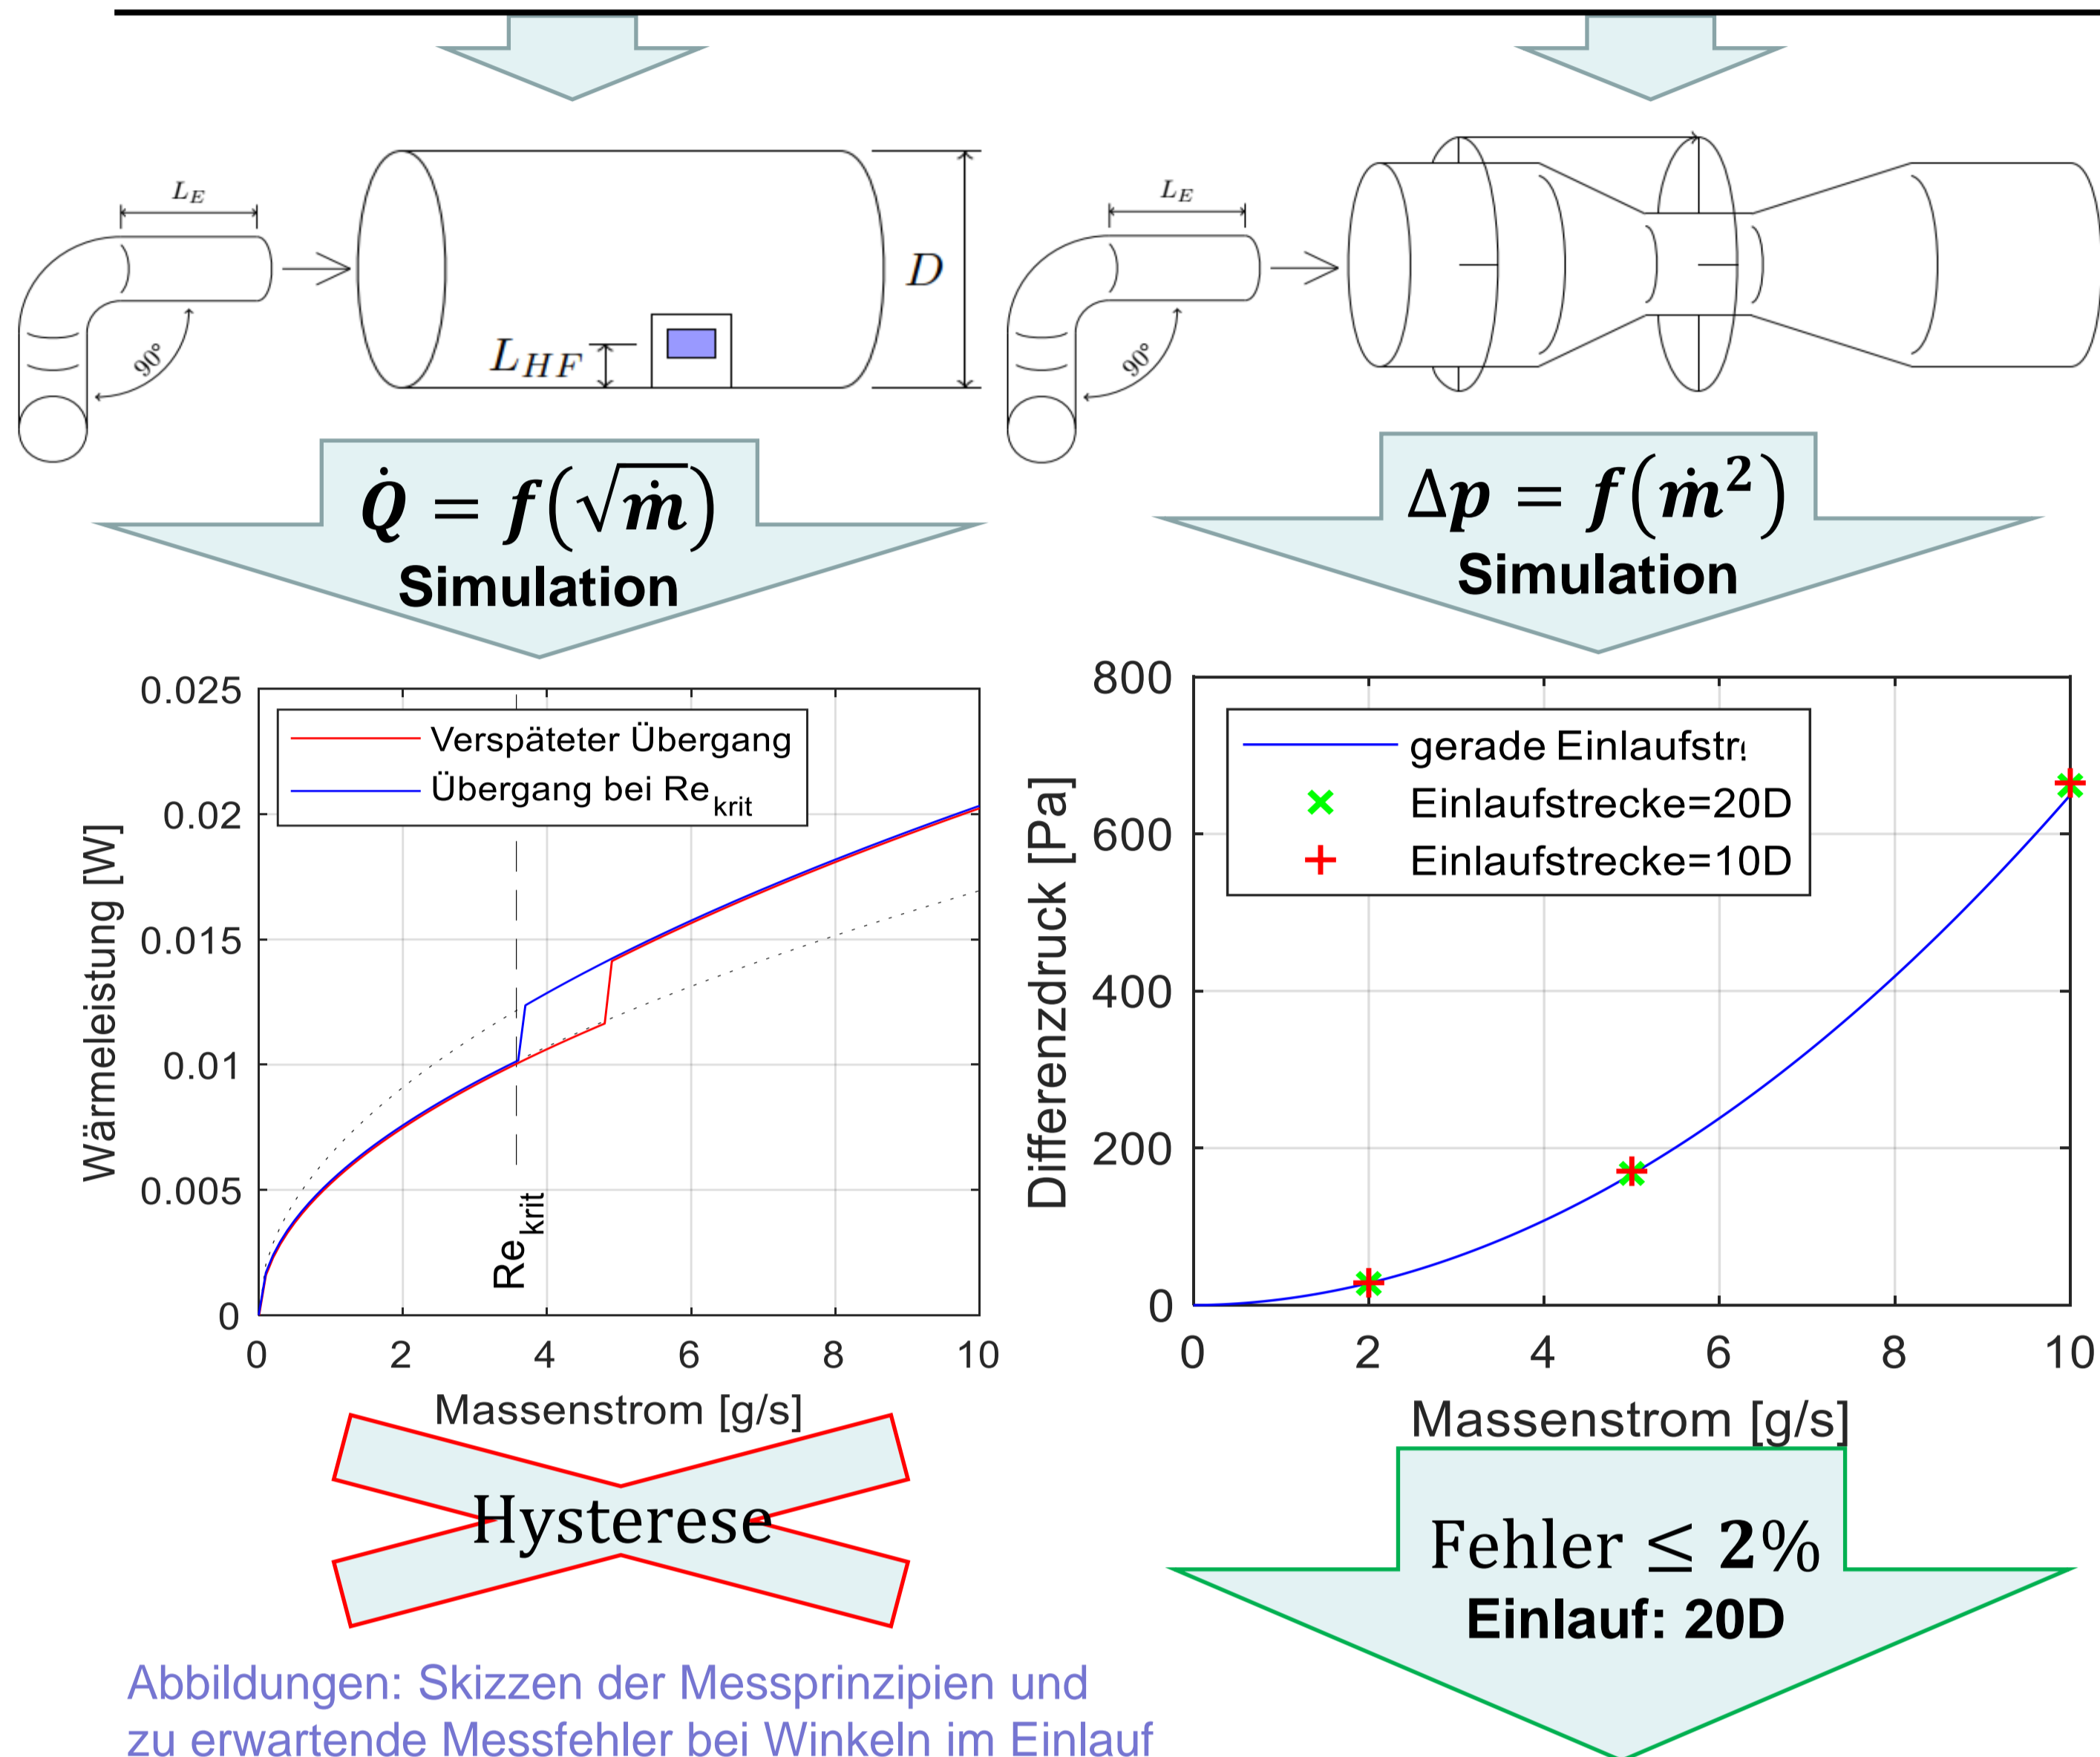 L_E
D
L_HF
90°
L_E
90°
Q̇ = f(√ṁ)
Simulation
Δp = f(ṁ²)
Simulation
0.025
0.02
0.015
0.01
0.005
0
Wärmeleistung [W]
Verspäteter Übergang
Übergang bei Re_krit
Re_krit
0 2 4 6 8 10
Massenstrom [g/s]
800
600
400
200
0
Differenzdruck [Pa]
gerade Einlaufstr
Einlaufstrecke=20D
Einlaufstrecke=10D
0 2 4 6 8 10
Massenstrom [g/s]
Hysterese
Fehler ≤ 2%
Einlauf: 20D
Abbildungen: Skizzen der Messprinzipien und
zu erwartende Messfehler bei Winkeln im Einlauf